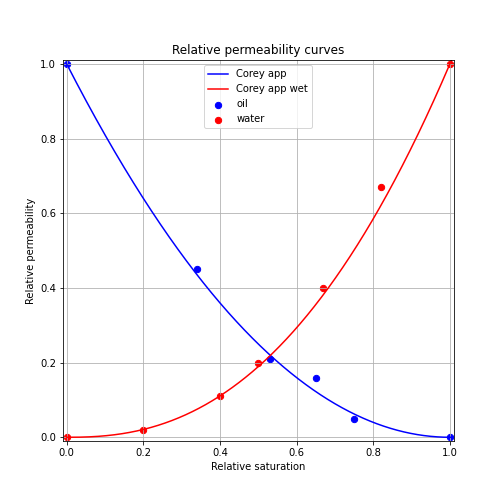 Relative permeability curves
Corey app
Corey app wet
oil
water
Relative permeability
1.0
0.8
0.6
0.4
0.2
0.0
0.0 0.2 0.4 0.6 0.8 1.0
Relative saturation